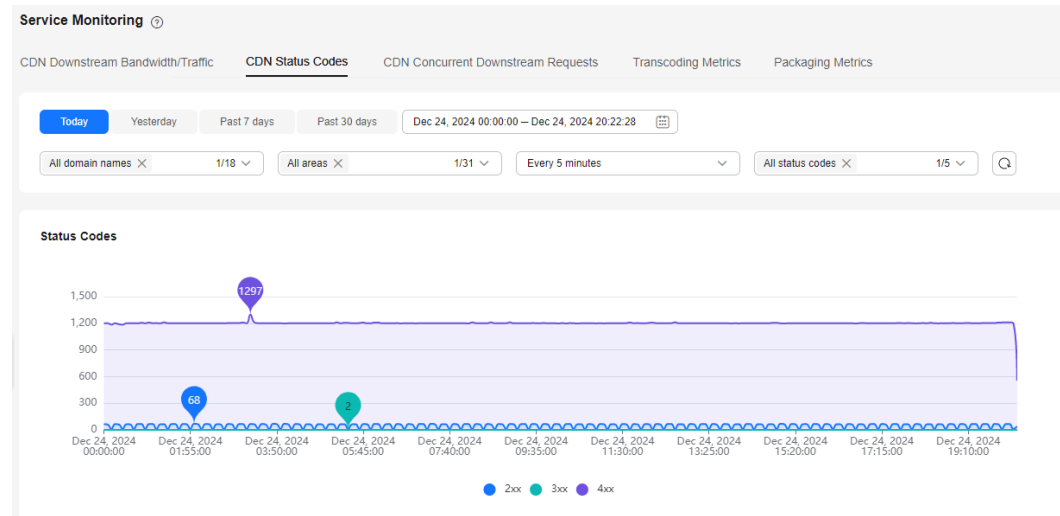 Service Monitoring ?
CDN Downstream Bandwidth/Traffic CDN Status Codes CDN Concurrent Downstream Requests Transcoding Metrics Packaging Metrics
Today Yesterday Past 7 days Past 30 days Dec 24, 2024 00:00:00 — Dec 24, 2024 20:22:28
All domain names 1/18 All areas 1/31 Every 5 minutes All status codes 1/5
Status Codes
1297
1,500
1,200
900
600
68
2
300
0
Dec 24, 2024 Dec 24, 2024 Dec 24, 2024 Dec 24, 2024 Dec 24, 2024 Dec 24, 2024 Dec 24, 2024 Dec 24, 2024 Dec 24, 2024 Dec 24, 2024 Dec 24, 2024
00:00:00 01:55:00 03:50:00 05:45:00 07:40:00 09:35:00 11:30:00 13:25:00 15:20:00 17:15:00 19:10:00
2xx 3xx 4xx